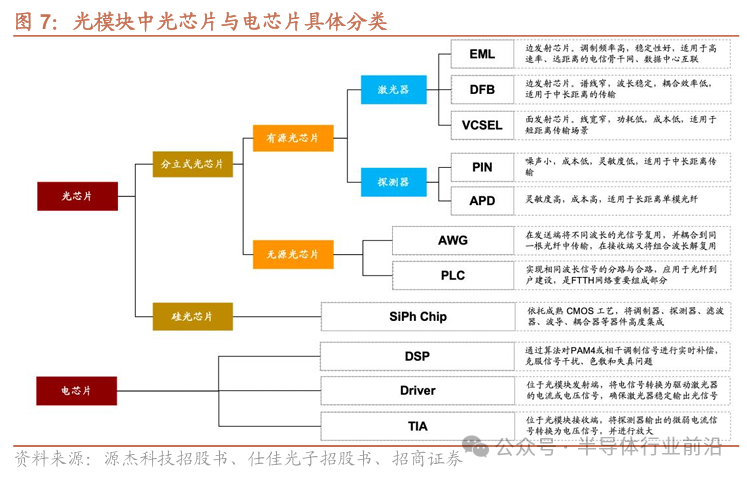 图 7：光模块中光芯片与电芯片具体分类
EML
边发射芯片。调制频率高，稳定性好，适用于高
速率、远距离的电信骨干网、数据中心互联
激光器
DFB
边发射芯片。谱线窄，波长稳定，耦合效率低，
适用于中长距离的传输
有源光芯片
VCSEL
面发射芯片。线宽窄，功耗低，成本低，适用于
短距离传输场景
分立式光芯片
PIN
噪声小，成本低，灵敏度低，适用于中长距离传
输
探测器
光芯片
APD
灵敏度高，成本高，适用于长距离单模光纤
AWG
在发送端将不同波长的光信号复用，并耦合到同
一根光纤中传输，在接收端又将组合波长解复用
无源光芯片
PLC
实现相同波长信号的分路与合路，应用于光纤到
户建设，是FTTH网络重要组成部分
硅光芯片
SiPh Chip
依托成熟 CMOS 工艺，将调制器、探测器、滤波
器、波导、耦合器等器件高度集成
DSP
通过算法对PAM4或相干调制信号进行实时补偿，
克服信号干扰、色散和失真问题
电芯片
Driver
位于光模块发射端，将电信号转换为驱动激光器
的电流或电压信号，确保激光器稳定输出光信号
TIA
位于光模块接收端，将探测器输出的微弱电流信
号转换为电压信号，并进行放大
资料来源：源杰科技招股书、仕佳光子招股书、招商证券
公众号 · 半导体行业前沿